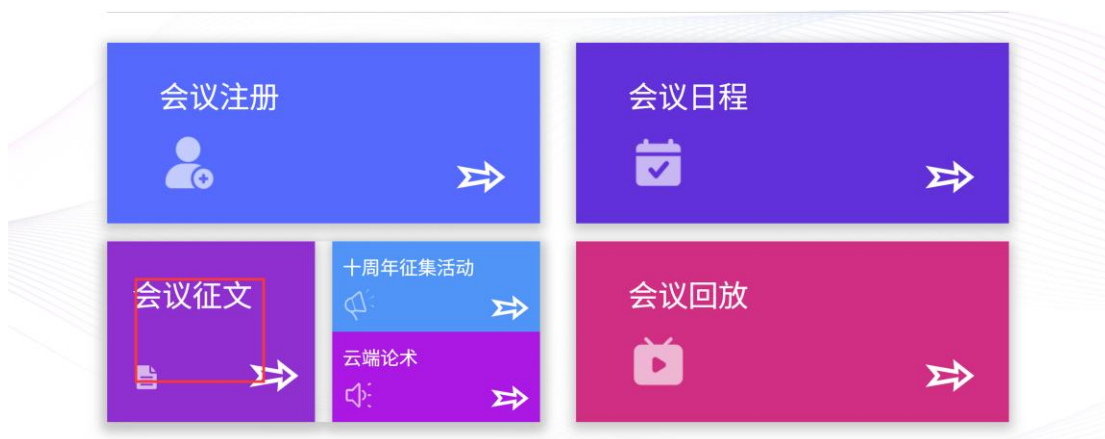 会议注册
会议日程
会议征文
十周年征集活动
云端论术
会议回放